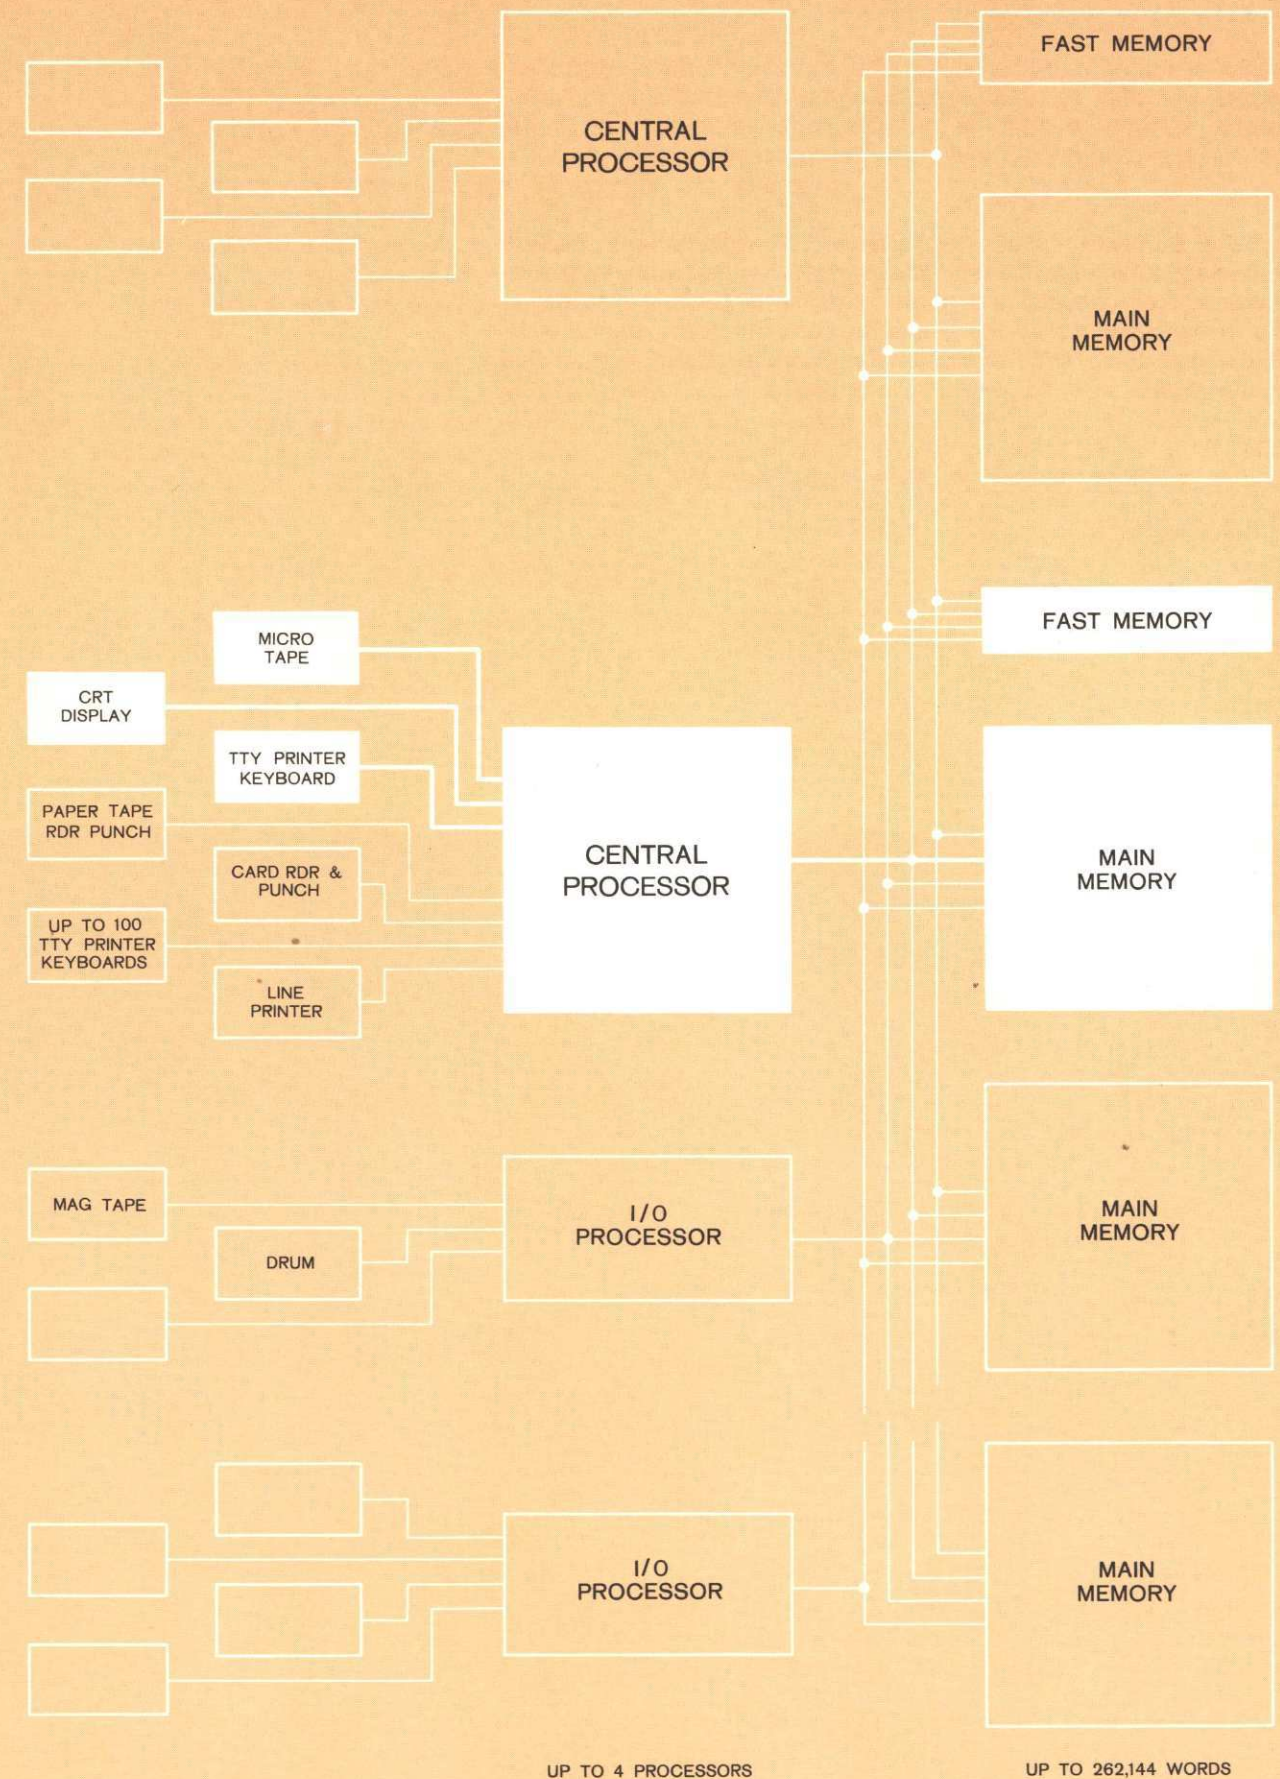 FAST MEMORY
CENTRAL
PROCESSOR
MAIN
MEMORY
FAST MEMORY
MICRO
TAPE
CRT
DISPLAY
TTY PRINTER
KEYBOARD
PAPER TAPE
RDR PUNCH
CARD RDR &
PUNCH
UP TO 100
TTY PRINTER
KEYBOARDS
LINE
PRINTER
CENTRAL
PROCESSOR
MAIN
MEMORY
MAG TAPE
DRUM
I/O
PROCESSOR
MAIN
MEMORY
I/O
PROCESSOR
MAIN
MEMORY
UP TO 4 PROCESSORS
UP TO 262,144 WORDS